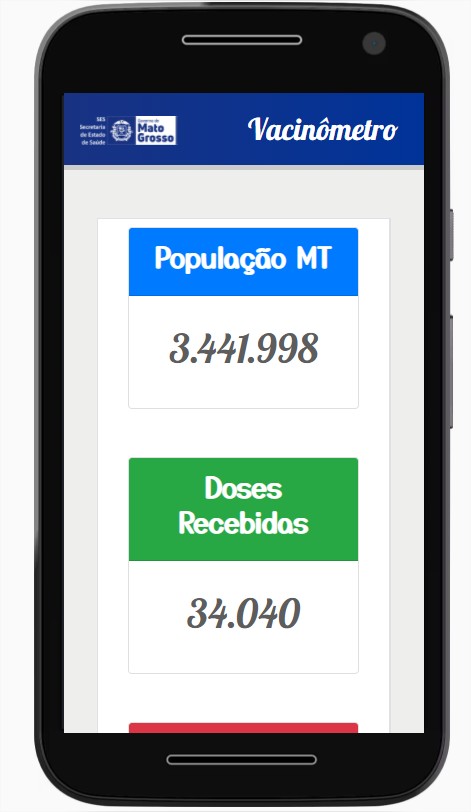 SES
Secretaria
de Estado
de Saúde
Governo de
Mato
Grosso
Vacinômetro
População MT
3.441.998
Doses
Recebidas
34.040